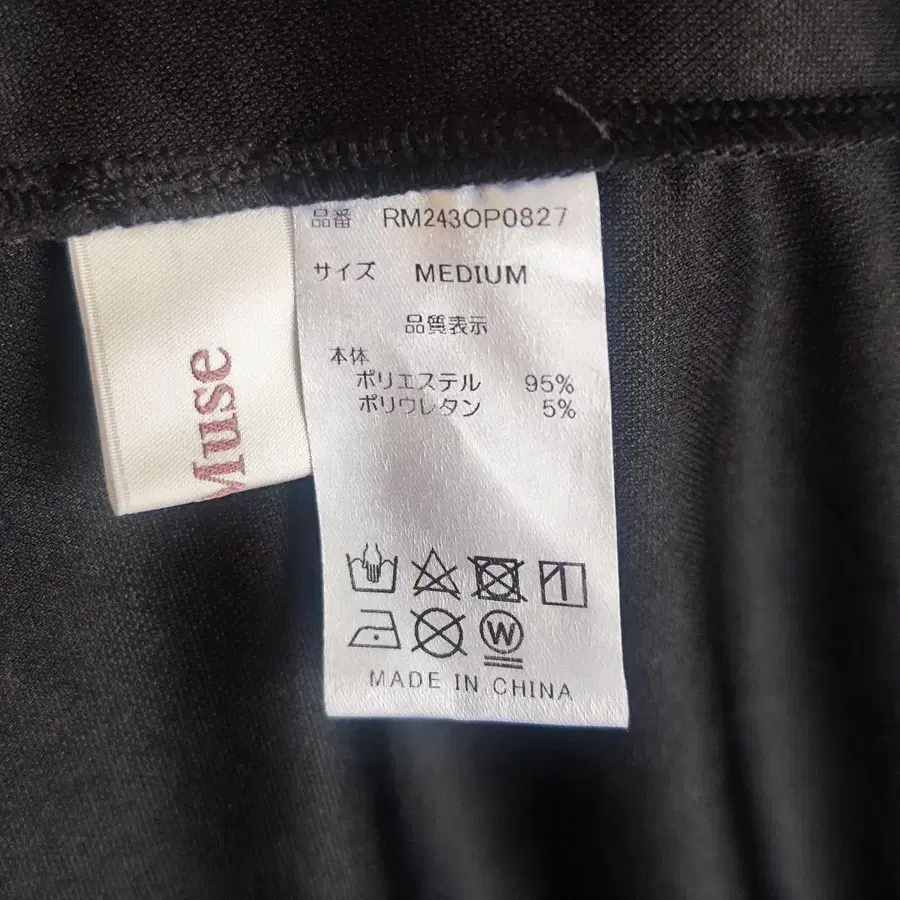 Muse
品番 RM243OP0827
サイズ MEDIUM
品質表示
本体
ポリエステル 95%
ポリウレタン 5%
W
MADE IN CHINA